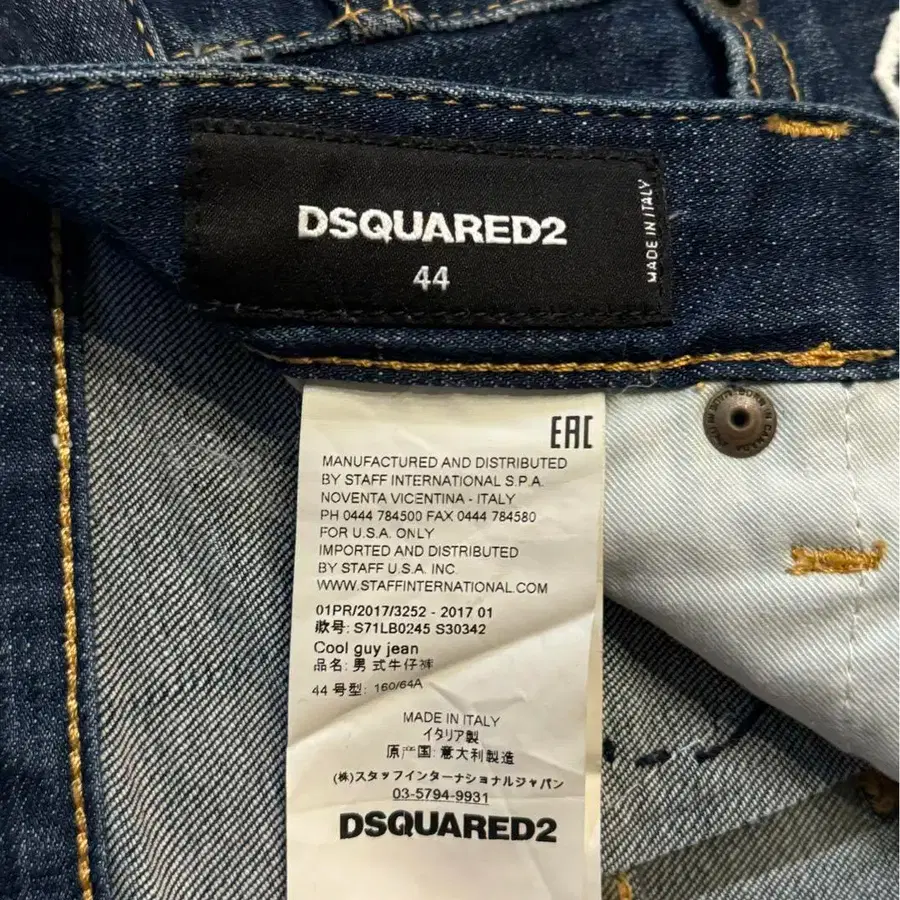 DSQUARED2
44
MADE IN ITALY
EAC
MANUFACTURED AND DISTRIBUTED
BY STAFF INTERNATIONAL S.P.A.
NOVENTA VICENTINA - ITALY
PH 0444 784500 FAX 0444 784580
FOR U.S.A. ONLY
IMPORTED AND DISTRIBUTED
BY STAFF U.S.A. INC.
WWW.STAFFINTERNATIONAL.COM
01PR/2017/3252 - 2017 01
款号: S71LB0245 S30342
Cool guy jean
品名: 男式牛仔裤
44 号型: 160/64A
MADE IN ITALY
イタリア製
原产国: 意大利製造
(株)スタッフインターナショナルジャパン
03-5794-9931
DSQUARED2